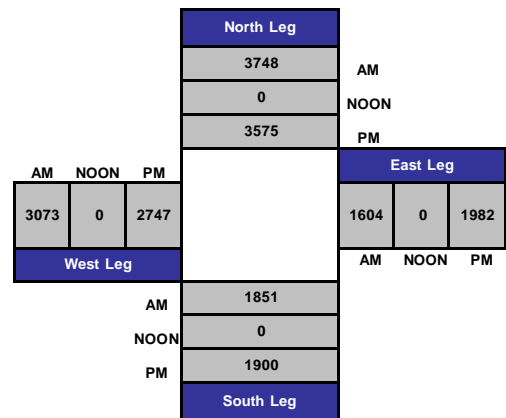 North Leg
3748
AM
0
NOON
3575
PM
AM NOON PM
East Leg
3073 0 2747
1604 0 1982
West Leg
AM NOON PM
AM
1851
NOON
0
PM
1900
South Leg